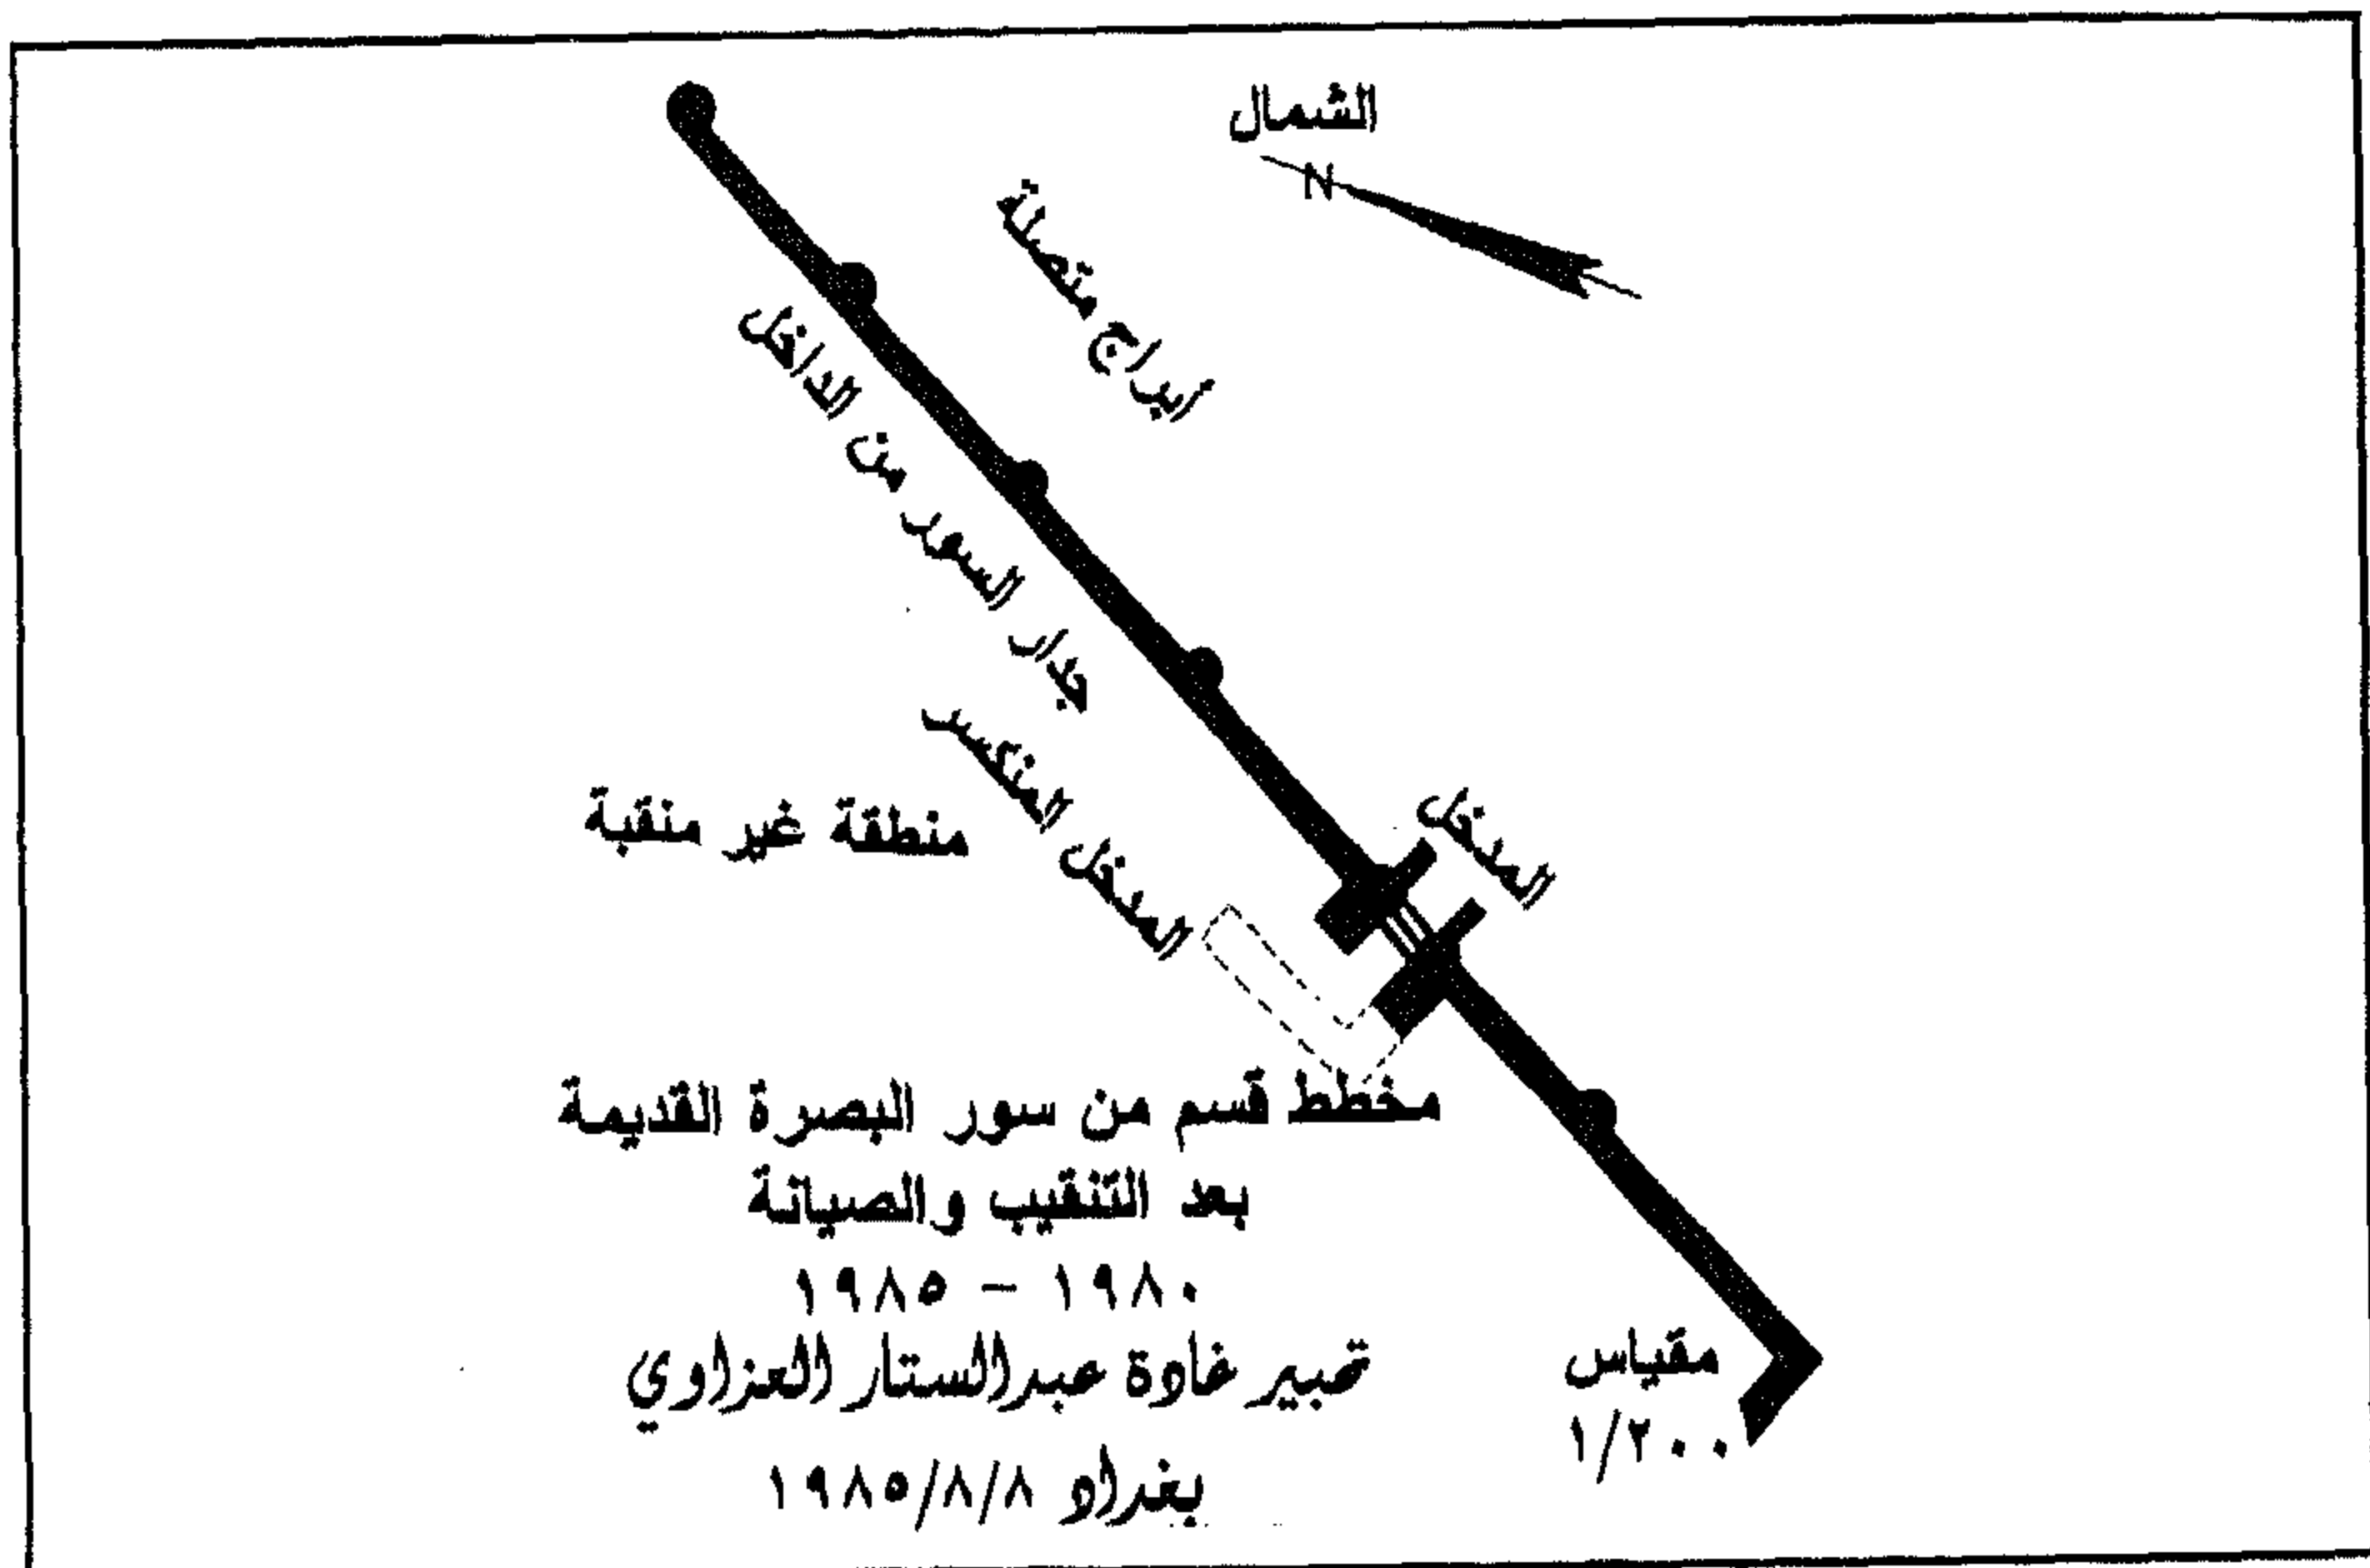 الشمال
N
ابراج متصلة
جدار السور من الداخل
المدخل
المدخل المنكسر
منطقة غير منقبة
مخطط قسم من سور البصرة القديمة
بعد التنقيب والصيانة
١٩٨٥ - ١٩٨٠
تحبير غادة عبدالستار العزاوي
بغداد ١٩٨٥/٨/٨
مقياس
١/٢٠٠